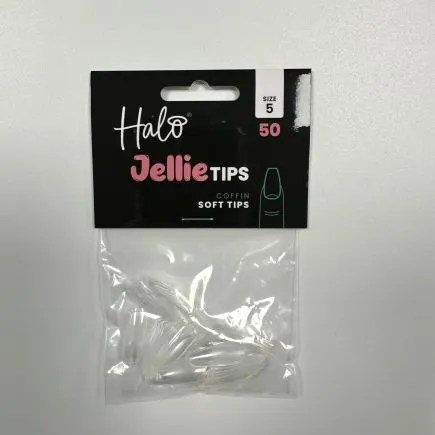 SIZE
5
50
Halo®
Jellie TIPS
COFFIN
SOFT TIPS